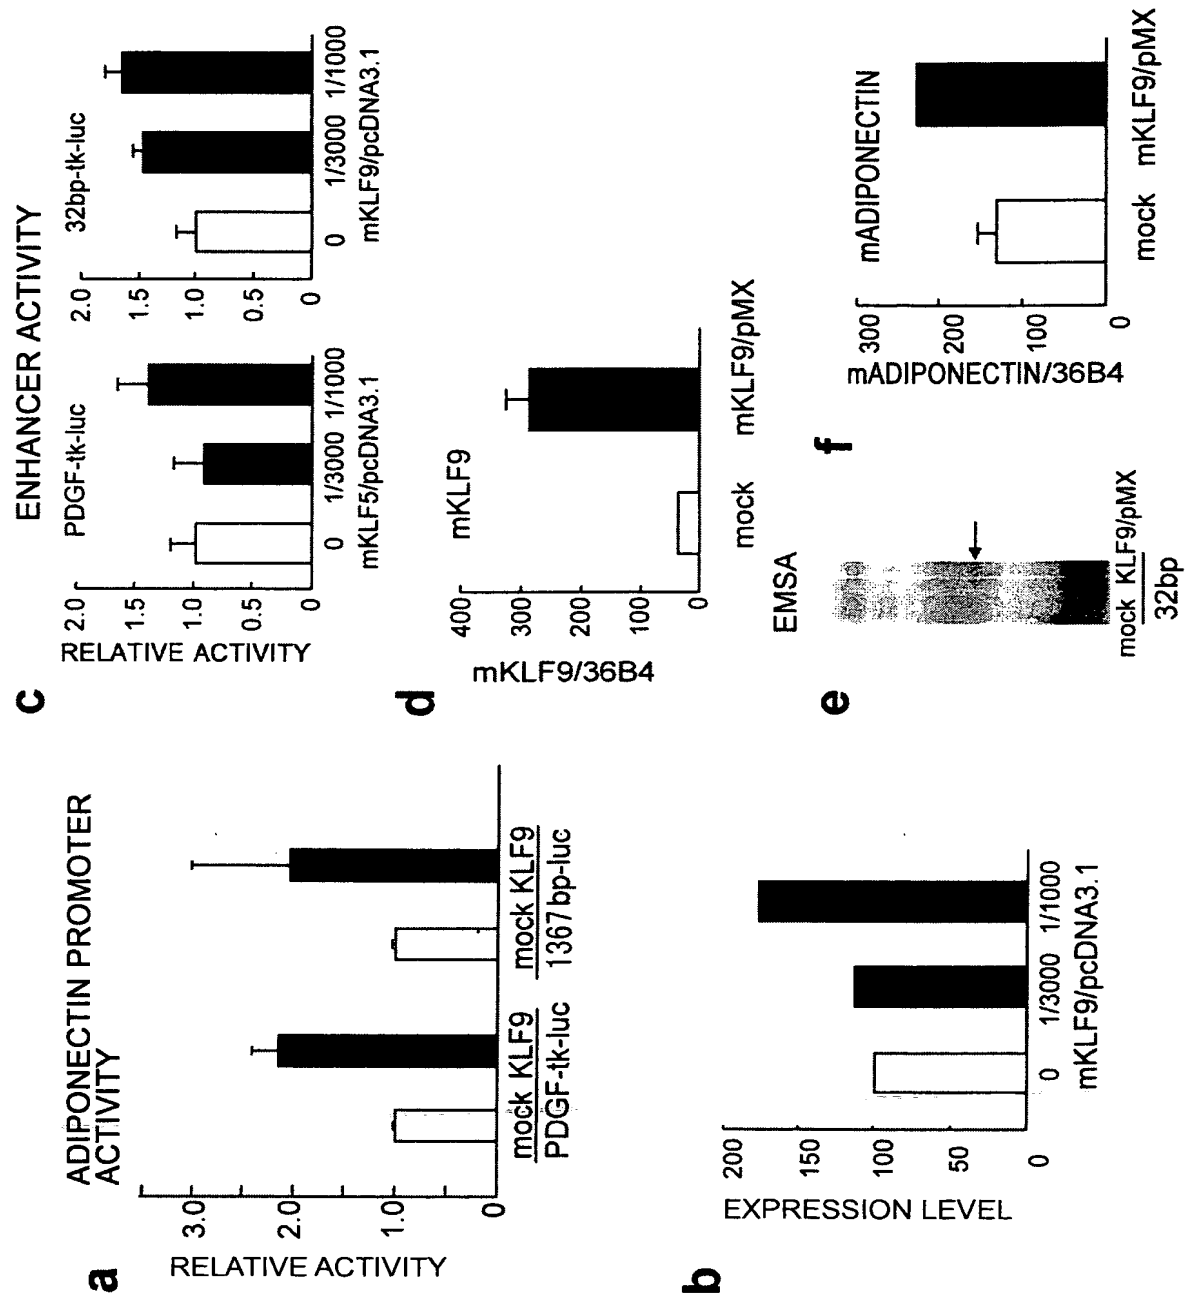 a
ADIPONECTIN PROMOTER
ACTIVITY
RELATIVE ACTIVITY
3.0
2.0
1.0
0
mock KLF9
PDGF-tk-luc
mock KLF9
1367 bp-luc
b
EXPRESSION LEVEL
200
150
100
50
0
0 1/3000 1/1000
mKLF9/pcDNA3.1
c
ENHANCER ACTIVITY
PDGF-tk-luc
RELATIVE ACTIVITY
2.0
1.5
1.0
0.5
0
0 1/3000 1/1000
mKLF5/pcDNA3.1
32bp-tk-luc
2.0
1.5
1.0
0.5
0
0 1/3000 1/1000
mKLF9/pcDNA3.1
d
mKLF9
mKLF9/36B4
400
300
200
100
0
mock mKLF9/pMX
e
EMSA
mock KLF9/pMX
32bp
f
mADIPONECTIN
mADIPONECTIN/36B4
300
200
100
0
mock mKLF9/pMX